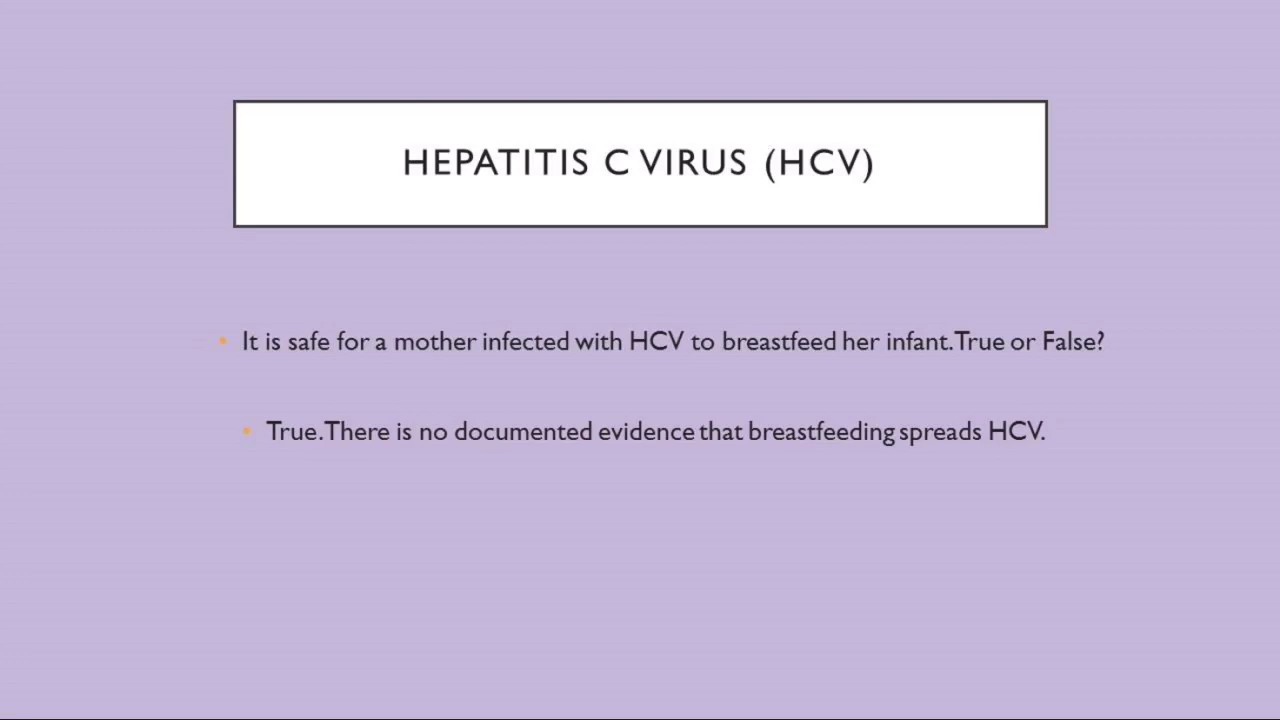 HEPATITIS C VIRUS (HCV)
• It is safe for a mother infected with HCV to breastfeed her infant. True or False?
• True. There is no documented evidence that breastfeeding spreads HCV.